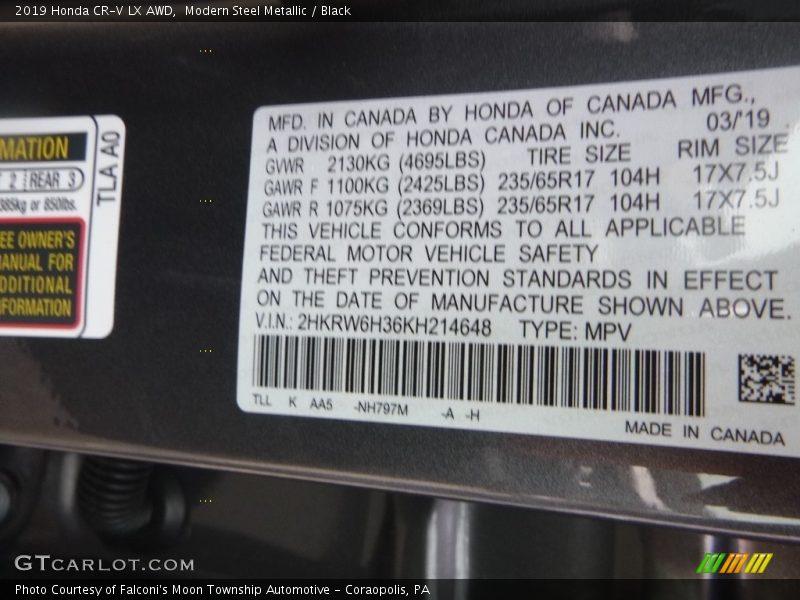 2019 Honda CR-V LX AWD, Modern Steel Metallic / Black
MATION
2 REAR 3
385kg or 850lbs.
EE OWNER'S
ANUAL FOR
DDITIONAL
NFORMATION
TLA A0
MFD. IN CANADA BY HONDA OF CANADA MFG.,
A DIVISION OF HONDA CANADA INC. 03/'19
GVWR 2130KG (4695LBS) TIRE SIZE RIM SIZE
GAWR F 1100KG (2425LBS) 235/65R17 104H 17X7.5J
GAWR R 1075KG (2369LBS) 235/65R17 104H 17X7.5J
THIS VEHICLE CONFORMS TO ALL APPLICABLE
FEDERAL MOTOR VEHICLE SAFETY
AND THEFT PREVENTION STANDARDS IN EFFECT
ON THE DATE OF MANUFACTURE SHOWN ABOVE.
V.I.N.: 2HKRW6H36KH214648 TYPE: MPV
TLL K AA5 -NH797M -A -H
MADE IN CANADA
GTCARLOT.COM
Photo Courtesy of Falconi's Moon Township Automotive - Coraopolis, PA